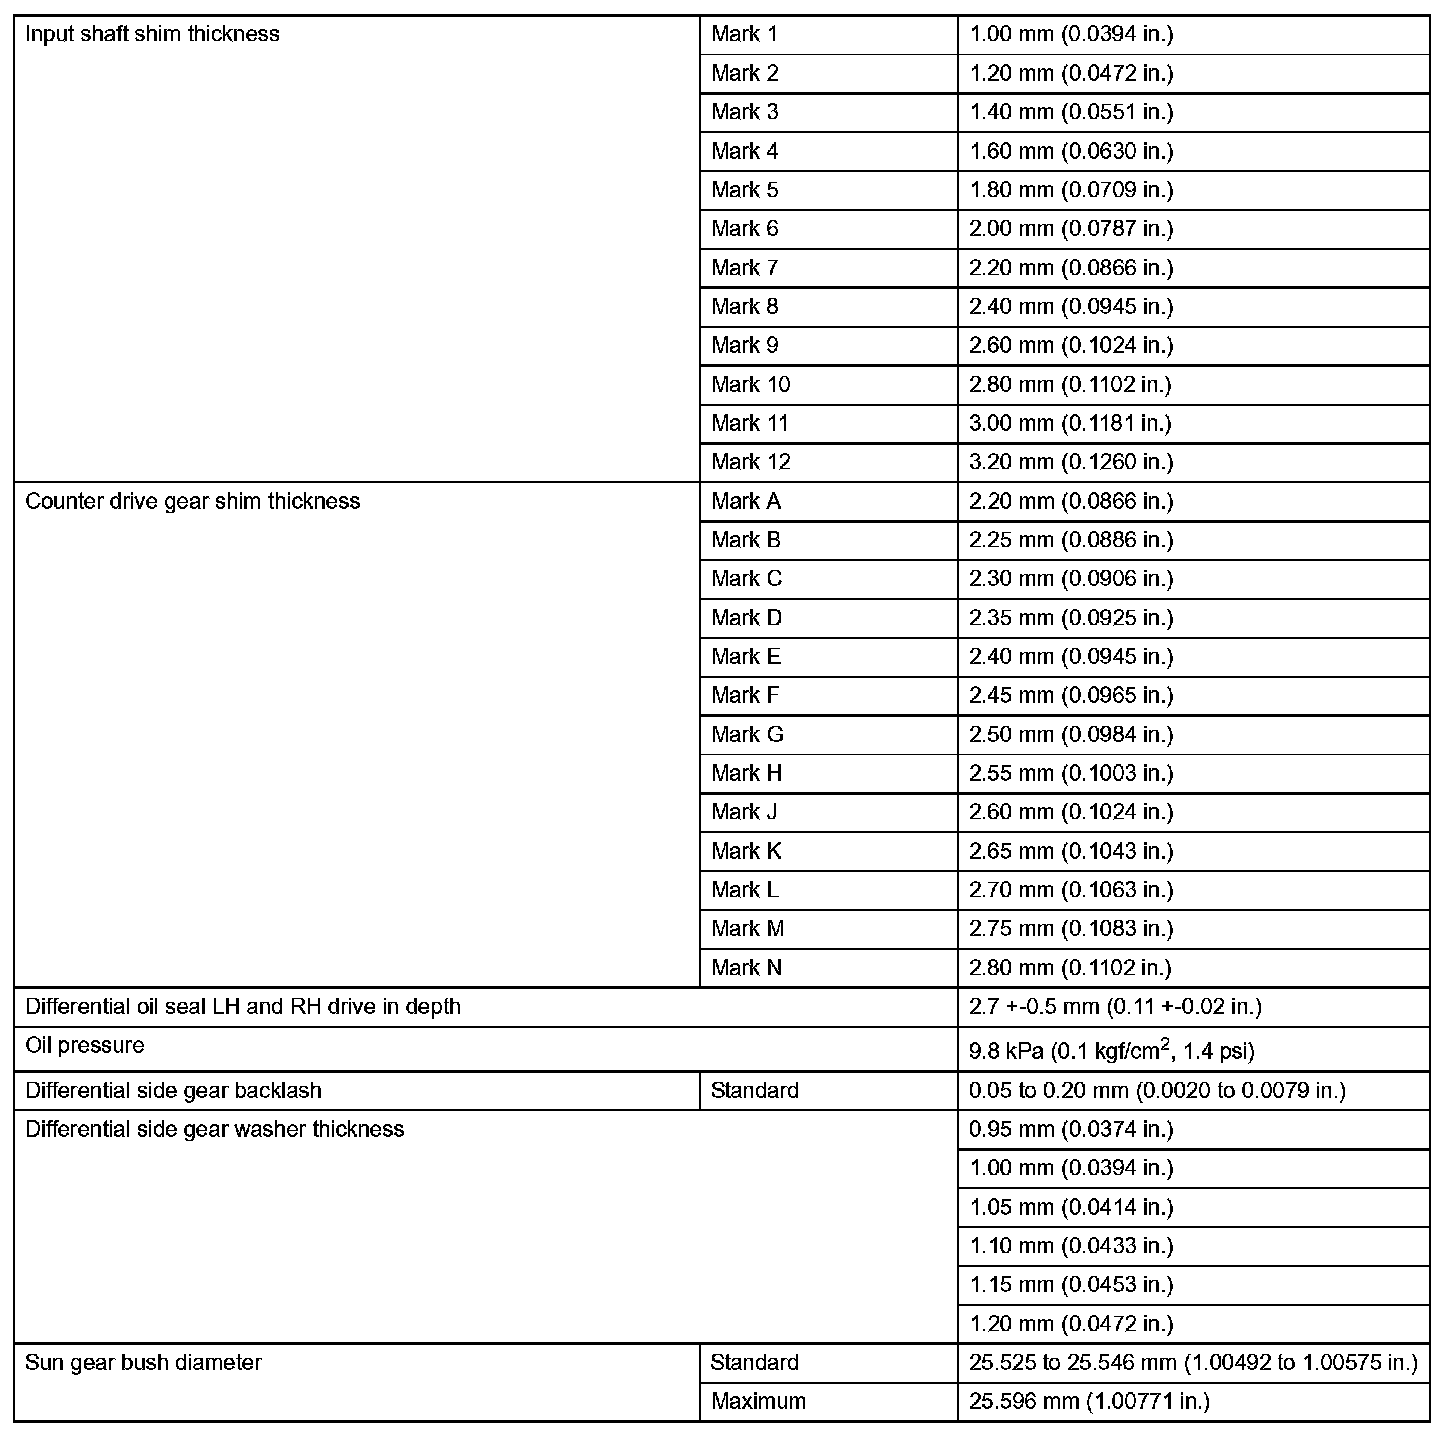 Input shaft shim thickness Mark 1 1.00 mm (0.0394 in.)
Mark 2 1.20 mm (0.0472 in.)
Mark 3 1.40 mm (0.0551 in.)
Mark 4 1.60 mm (0.0630 in.)
Mark 5 1.80 mm (0.0709 in.)
Mark 6 2.00 mm (0.0787 in.)
Mark 7 2.20 mm (0.0866 in.)
Mark 8 2.40 mm (0.0945 in.)
Mark 9 2.60 mm (0.1024 in.)
Mark 10 2.80 mm (0.1102 in.)
Mark 11 3.00 mm (0.1181 in.)
Mark 12 3.20 mm (0.1260 in.)
Counter drive gear shim thickness Mark A 2.20 mm (0.0866 in.)
Mark B 2.25 mm (0.0886 in.)
Mark C 2.30 mm (0.0906 in.)
Mark D 2.35 mm (0.0925 in.)
Mark E 2.40 mm (0.0945 in.)
Mark F 2.45 mm (0.0965 in.)
Mark G 2.50 mm (0.0984 in.)
Mark H 2.55 mm (0.1003 in.)
Mark J 2.60 mm (0.1024 in.)
Mark K 2.65 mm (0.1043 in.)
Mark L 2.70 mm (0.1063 in.)
Mark M 2.75 mm (0.1083 in.)
Mark N 2.80 mm (0.1102 in.)
Differential oil seal LH and RH drive in depth 2.7 +-0.5 mm (0.11 +-0.02 in.)
Oil pressure 9.8 kPa (0.1 kgf/cm², 1.4 psi)
Differential side gear backlash Standard 0.05 to 0.20 mm (0.0020 to 0.0079 in.)
Differential side gear washer thickness 0.95 mm (0.0374 in.)
1.00 mm (0.0394 in.)
1.05 mm (0.0414 in.)
1.10 mm (0.0433 in.)
1.15 mm (0.0453 in.)
1.20 mm (0.0472 in.)
Sun gear bush diameter Standard 25.525 to 25.546 mm (1.00492 to 1.00575 in.)
Maximum 25.596 mm (1.00771 in.)